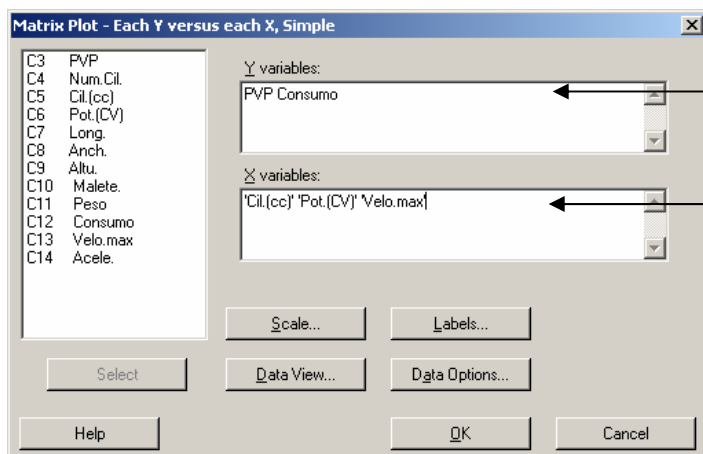 Matrix Plot - Each Y versus each X, Simple
C3 PVP
C4 Num.Cil.
C5 Cil.(cc)
C6 Pot.(CV)
C7 Long.
C8 Anch.
C9 Altu.
C10 Malete.
C11 Peso
C12 Consumo
C13 Velo.max
C14 Acele.
Y variables:
PVP Consumo
X variables:
'Cil.(cc)' 'Pot.(CV)' 'Velo.max'
Scale...
Labels...
Select
Data View...
Data Options...
Help
OK
Cancel